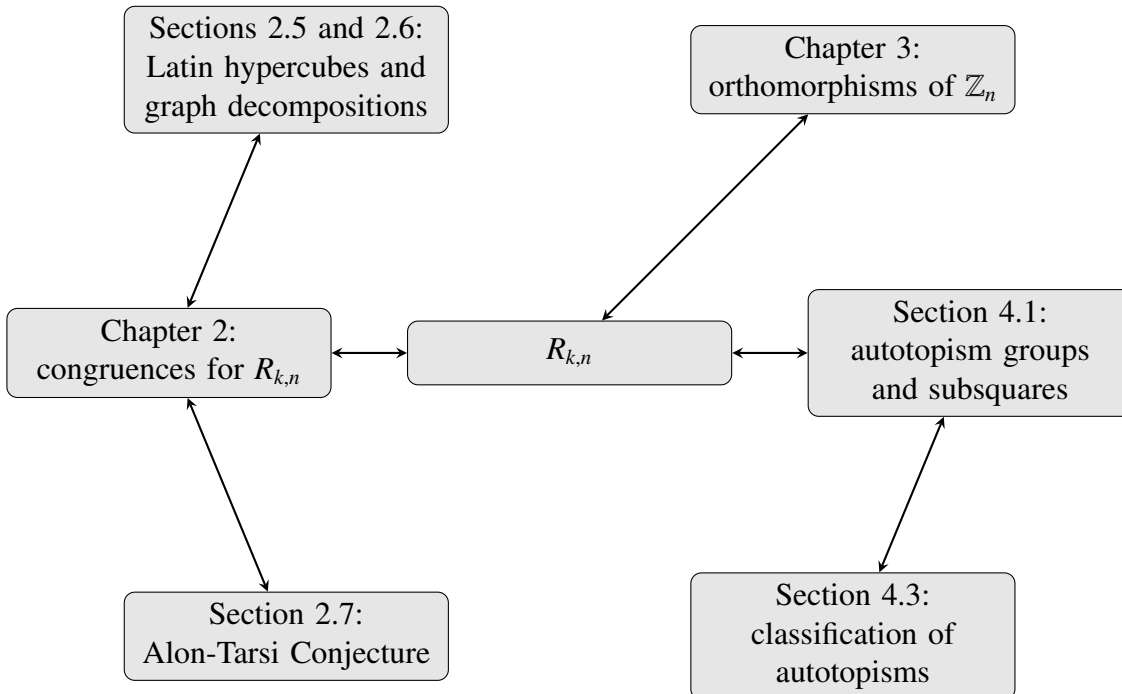 Sections 2.5 and 2.6:
Latin hypercubes and
graph decompositions
Chapter 3:
orthomorphisms of ℤ_n
Chapter 2:
congruences for R_{k,n}
R_{k,n}
Section 4.1:
autotopism groups
and subsquares
Section 2.7:
Alon-Tarsi Conjecture
Section 4.3:
classification of
autotopisms